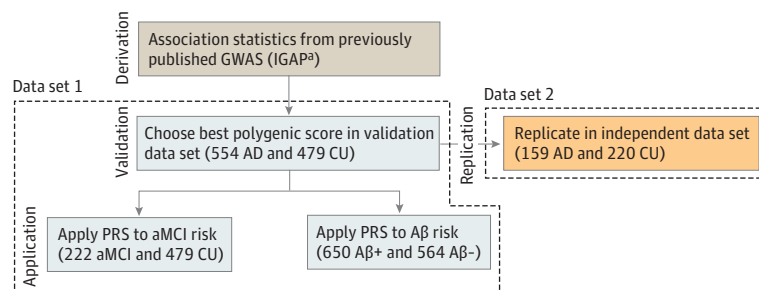 Derivation
Association statistics from previously
published GWAS (IGAPᵃ)
Data set 1
Validation
Choose best polygenic score in validation
data set (554 AD and 479 CU)
Replication
Data set 2
Replicate in independent data set
(159 AD and 220 CU)
Application
Apply PRS to aMCI risk
(222 aMCI and 479 CU)
Apply PRS to Aβ risk
(650 Aβ+ and 564 Aβ-)